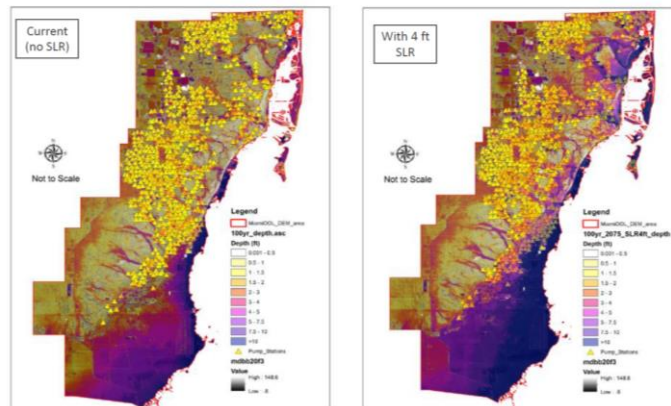 Current
(no SLR)
Not to Scale
Legend
MiamiDDL_DEM_area
100yr_depth.asc
Depth (ft)
0.001 - 0.5
0.5 - 1
1 - 1.5
1.5 - 2
2 - 3
3 - 4
4 - 5
5 - 7.5
7.5 - 10
>10
Pump_Stations
mdbb20f3
Value
High : 148.6
Low : -8
With 4 ft
SLR
Not to Scale
Legend
MiamiDDL_DEM_area
100yr_2075_SLR4ft_depth
Depth (ft)
0.001 - 0.5
0.5 - 1
1 - 1.5
1.5 - 2
2 - 3
3 - 4
4 - 5
5 - 7.5
7.5 - 10
>10
Pump_Stations
mdbb20f3
Value
High : 148.6
Low : -8